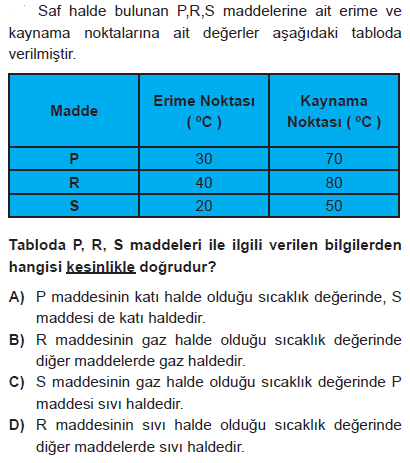 Saf halde bulunan P,R,S maddelerine ait erime ve
kaynama noktalarına ait değerler aşağıdaki tabloda
verilmiştir.
Madde Erime Noktası ( ºC ) Kaynama Noktası ( ºC )
P 30 70
R 40 80
S 20 50
Tabloda P, R, S maddeleri ile ilgili verilen bilgilerden
hangisi kesinlikle doğrudur?
A) P maddesinin katı halde olduğu sıcaklık değerinde, S
maddesi de katı haldedir.
B) R maddesinin gaz halde olduğu sıcaklık değerinde
diğer maddelerde gaz haldedir.
C) S maddesinin gaz halde olduğu sıcaklık değerinde P
maddesi sıvı haldedir.
D) R maddesinin sıvı halde olduğu sıcaklık değerinde
diğer maddelerde sıvı haldedir.